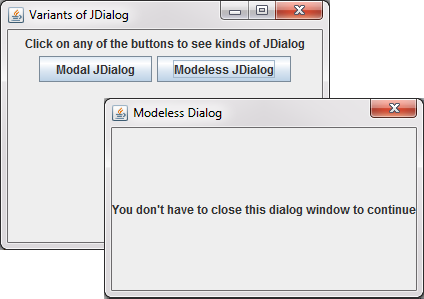 Variants of JDialog
Click on any of the buttons to see kinds of JDialog
Modal JDialog
Modeless JDialog
Modeless Dialog
You don't have to close this dialog window to continue